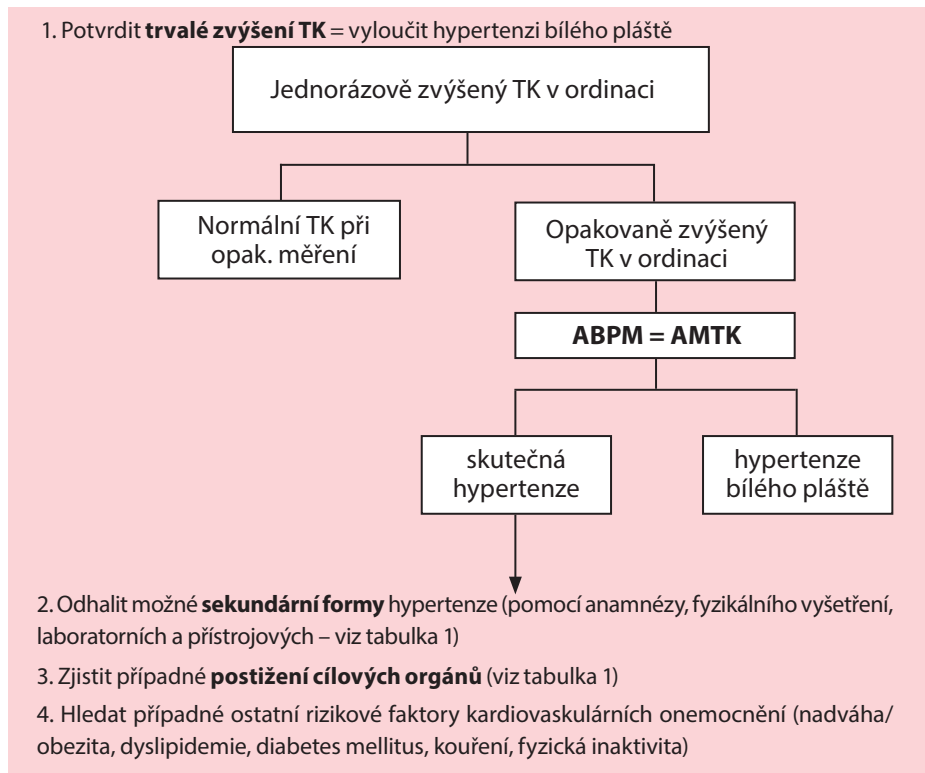 1. Potvrdit trvalé zvýšení TK = vyloučit hypertenzi bílého pláště
Jednorázově zvýšený TK v ordinaci
Normální TK při
opak. měření
Opakovaně zvýšený
TK v ordinaci
ABPM = AMTK
skutečná
hypertenze
hypertenze
bílého pláště
2. Odhalit možné sekundární formy hypertenze (pomocí anamnézy, fyzikálního vyšetření,
laboratorních a přístrojových – viz tabulka 1)
3. Zjistit případné postižení cílových orgánů (viz tabulka 1)
4. Hledat případné ostatní rizikové faktory kardiovaskulárních onemocnění (nadváha/
obezita, dyslipidemie, diabetes mellitus, kouření, fyzická inaktivita)